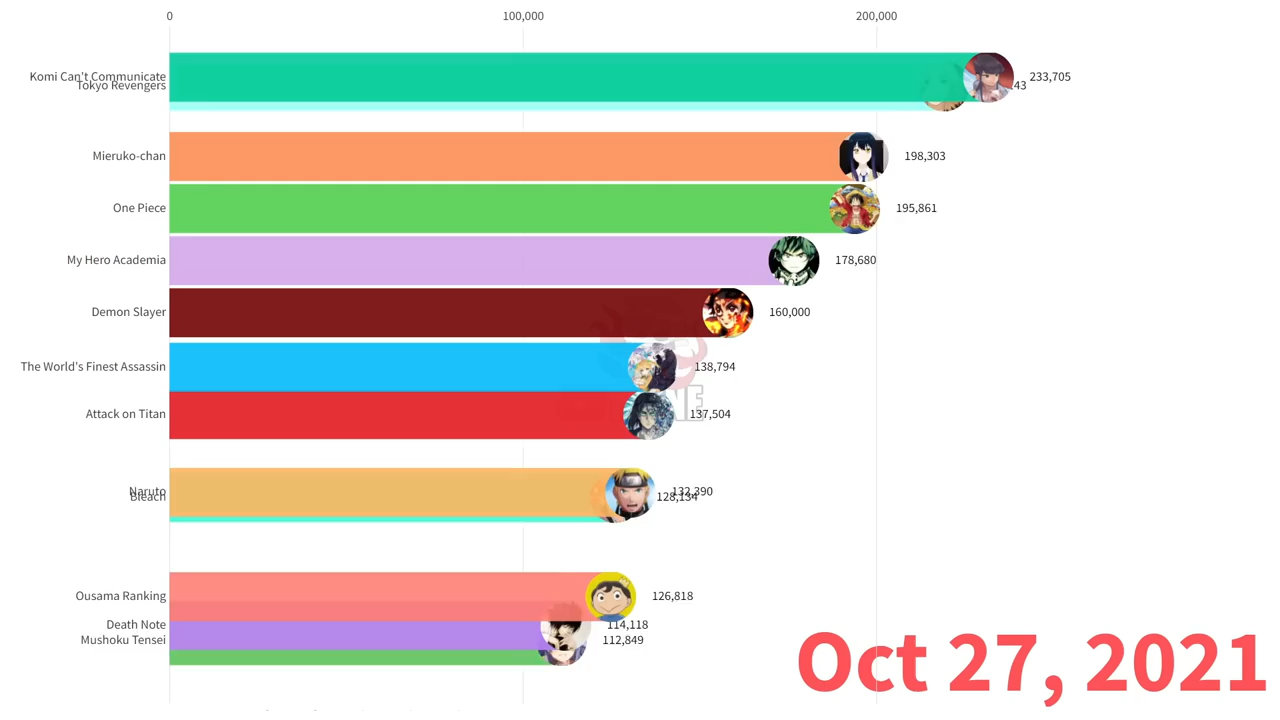 0 100,000 200,000
Komi Can't Communicate 233,705
Tokyo Revengers
Mieruko-chan 198,303
One Piece 195,861
My Hero Academia 178,680
Demon Slayer 160,000
The World's Finest Assassin 138,794
Attack on Titan 137,504
Naruto 132,390
Bleach 128,134
Ousama Ranking 126,818
Death Note 114,118
Mushoku Tensei 112,849
Oct 27, 2021